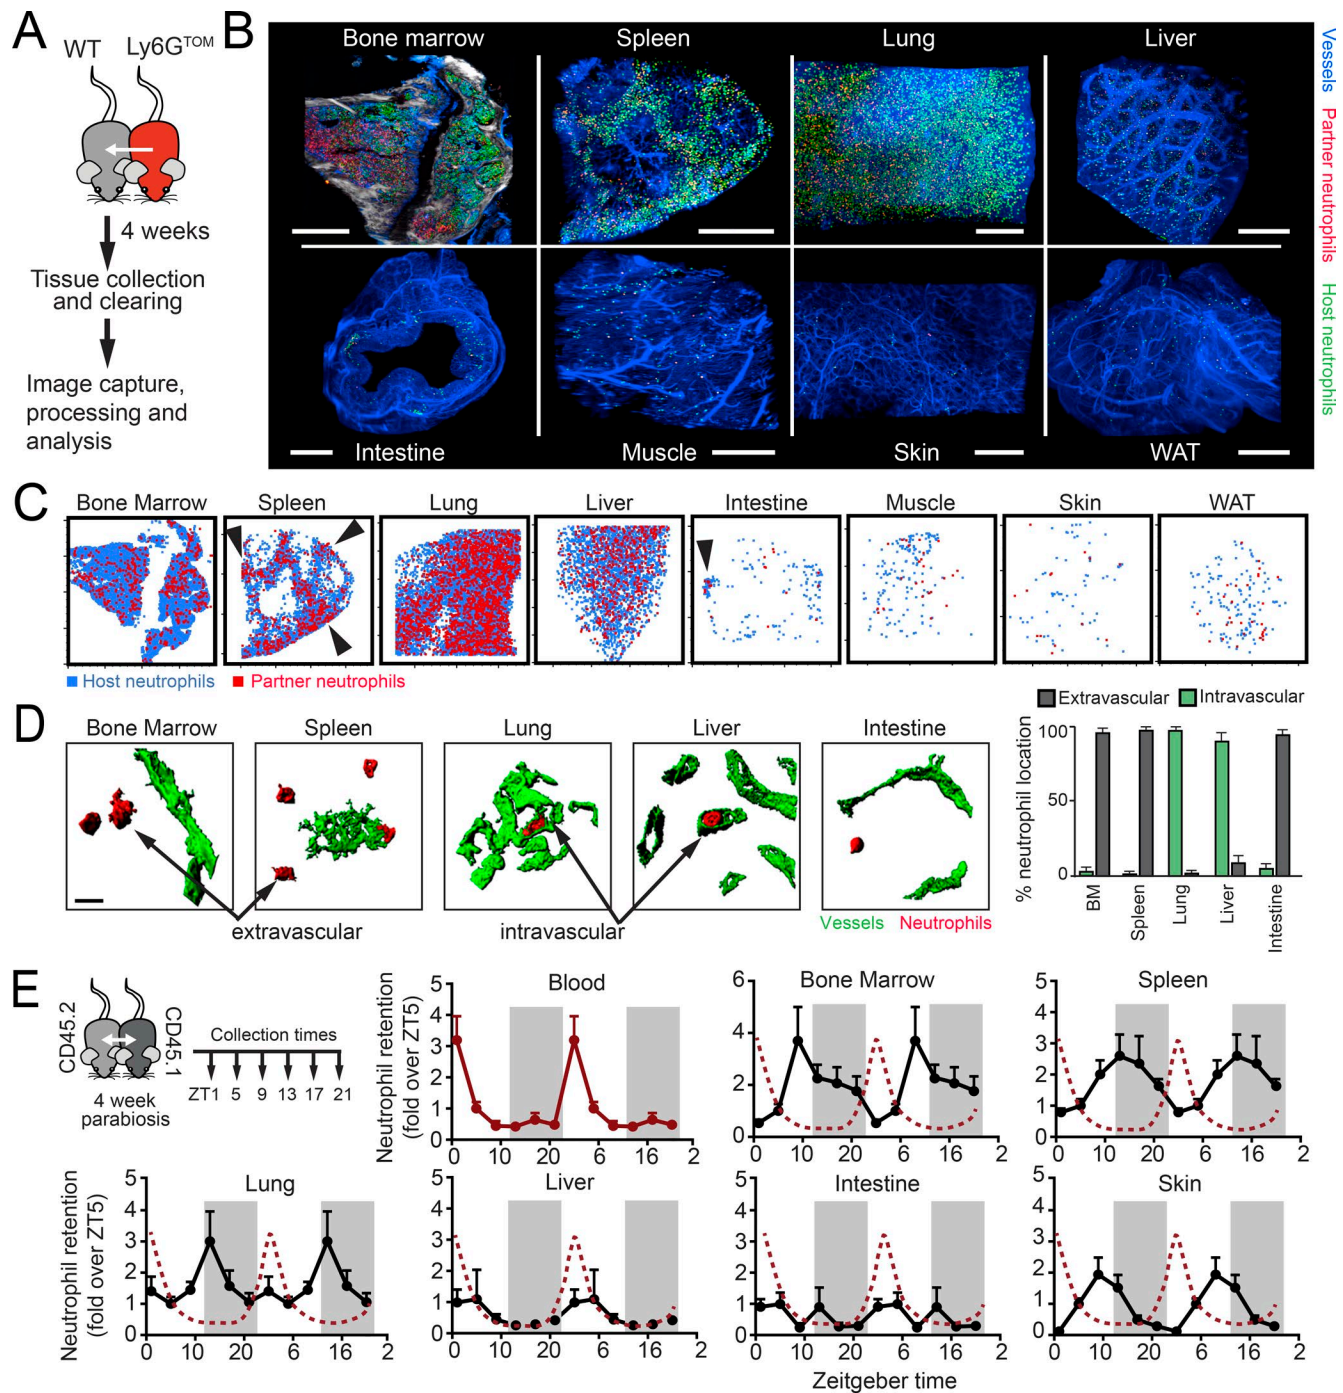 A
WT
Ly6GTOM
4 weeks
Tissue collection
and clearing
Image capture,
processing and
analysis
B
Bone marrow
Spleen
Lung
Liver
Intestine
Muscle
Skin
WAT
Vessels
Partner neutrophils
Host neutrophils
C
Bone Marrow
Spleen
Lung
Liver
Intestine
Muscle
Skin
WAT
Host neutrophils
Partner neutrophils
D
Bone Marrow
Spleen
Lung
Liver
Intestine
extravascular
intravascular
Vessels
Neutrophils
Extravascular
Intravascular
% neutrophil location
100
50
0
BM
Spleen
Lung
Liver
Intestine
E
CD45.2
CD45.1
4 week
parabiosis
Collection times
ZT1 5 9 13 17 21
Blood
Neutrophil retention
(fold over ZT5)
5
4
3
2
1
0
0 10 20 6 16 2
Bone Marrow
6
4
2
0
0 10 20 6 16 2
Spleen
5
4
3
2
1
0
0 10 20 6 16 2
Lung
Neutrophil retention
(fold over ZT5)
5
4
3
2
1
0
0 10 20 6 16 2
Liver
5
4
3
2
1
0
0 10 20 6 16 2
Intestine
5
4
3
2
1
0
0 10 20 6 16 2
Skin
5
4
3
2
1
0
0 10 20 6 16 2
Zeitgeber time